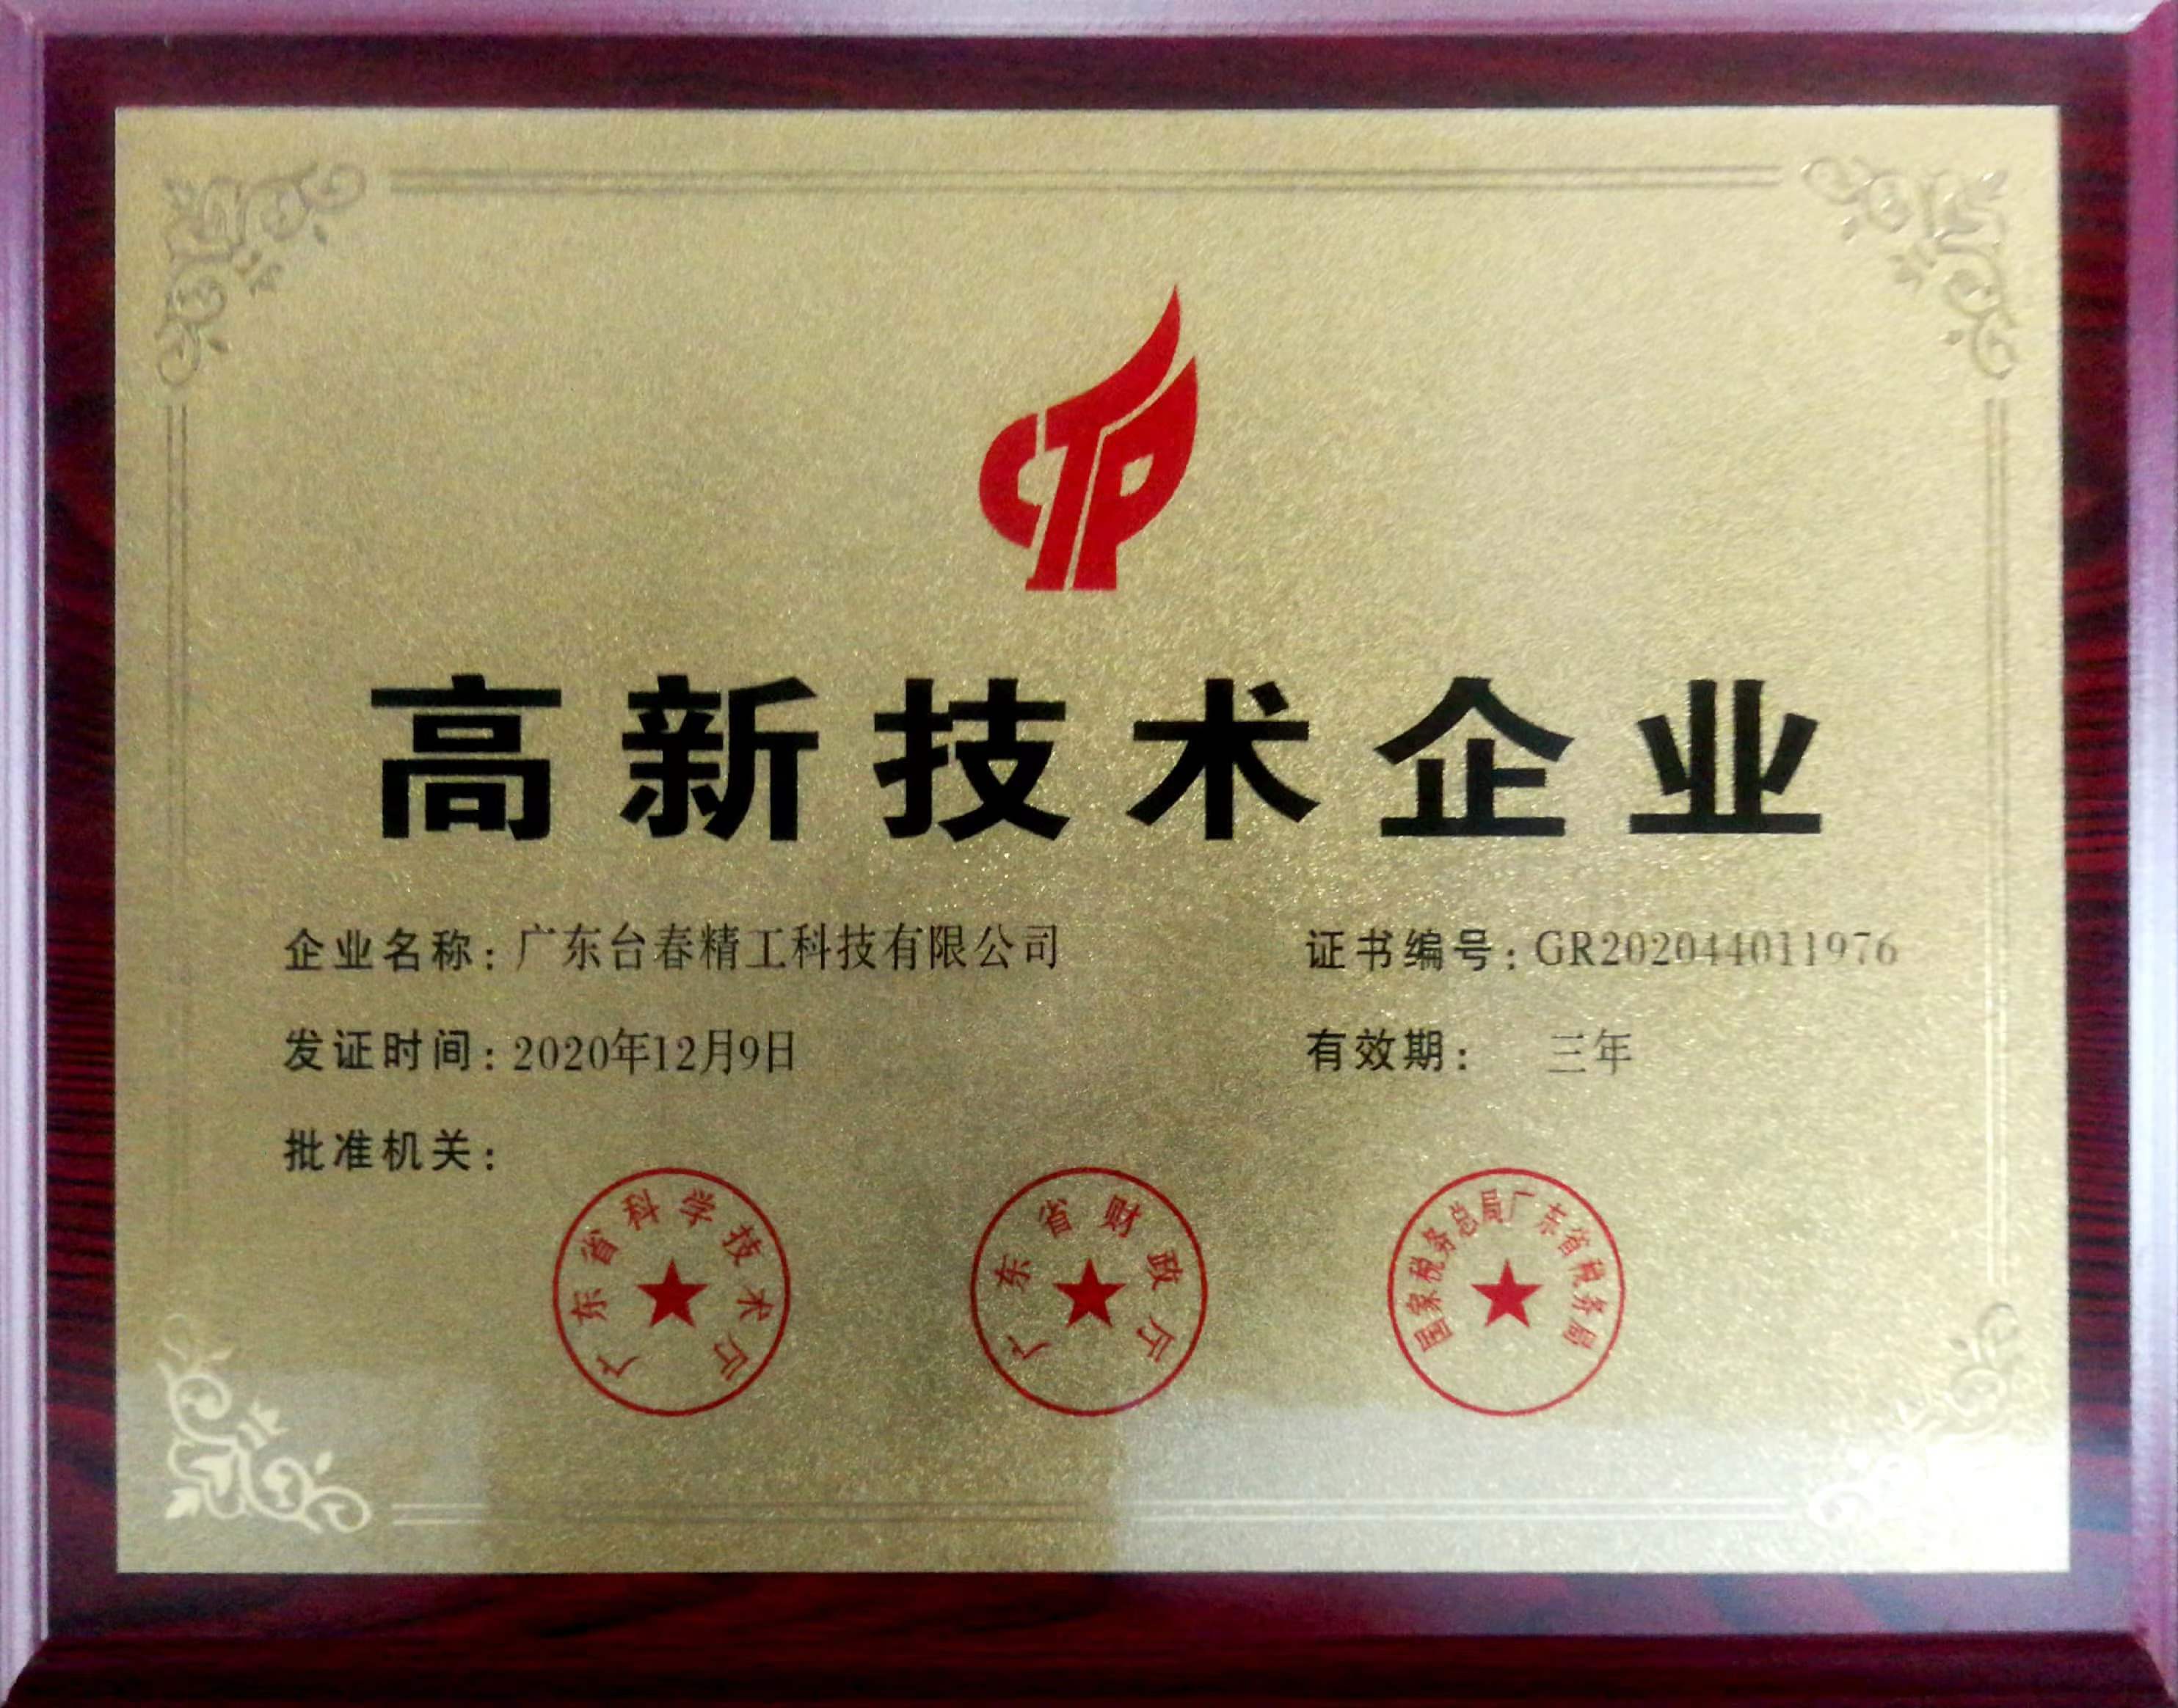 CTP
高新技术企业
企业名称：广东台春精工科技有限公司
证书编号：GR202044011976
发证时间：2020年12月9日
有效期：三年
批准机关：
广东省科学技术厅
广东省财政厅
国家税务总局广东省税务局